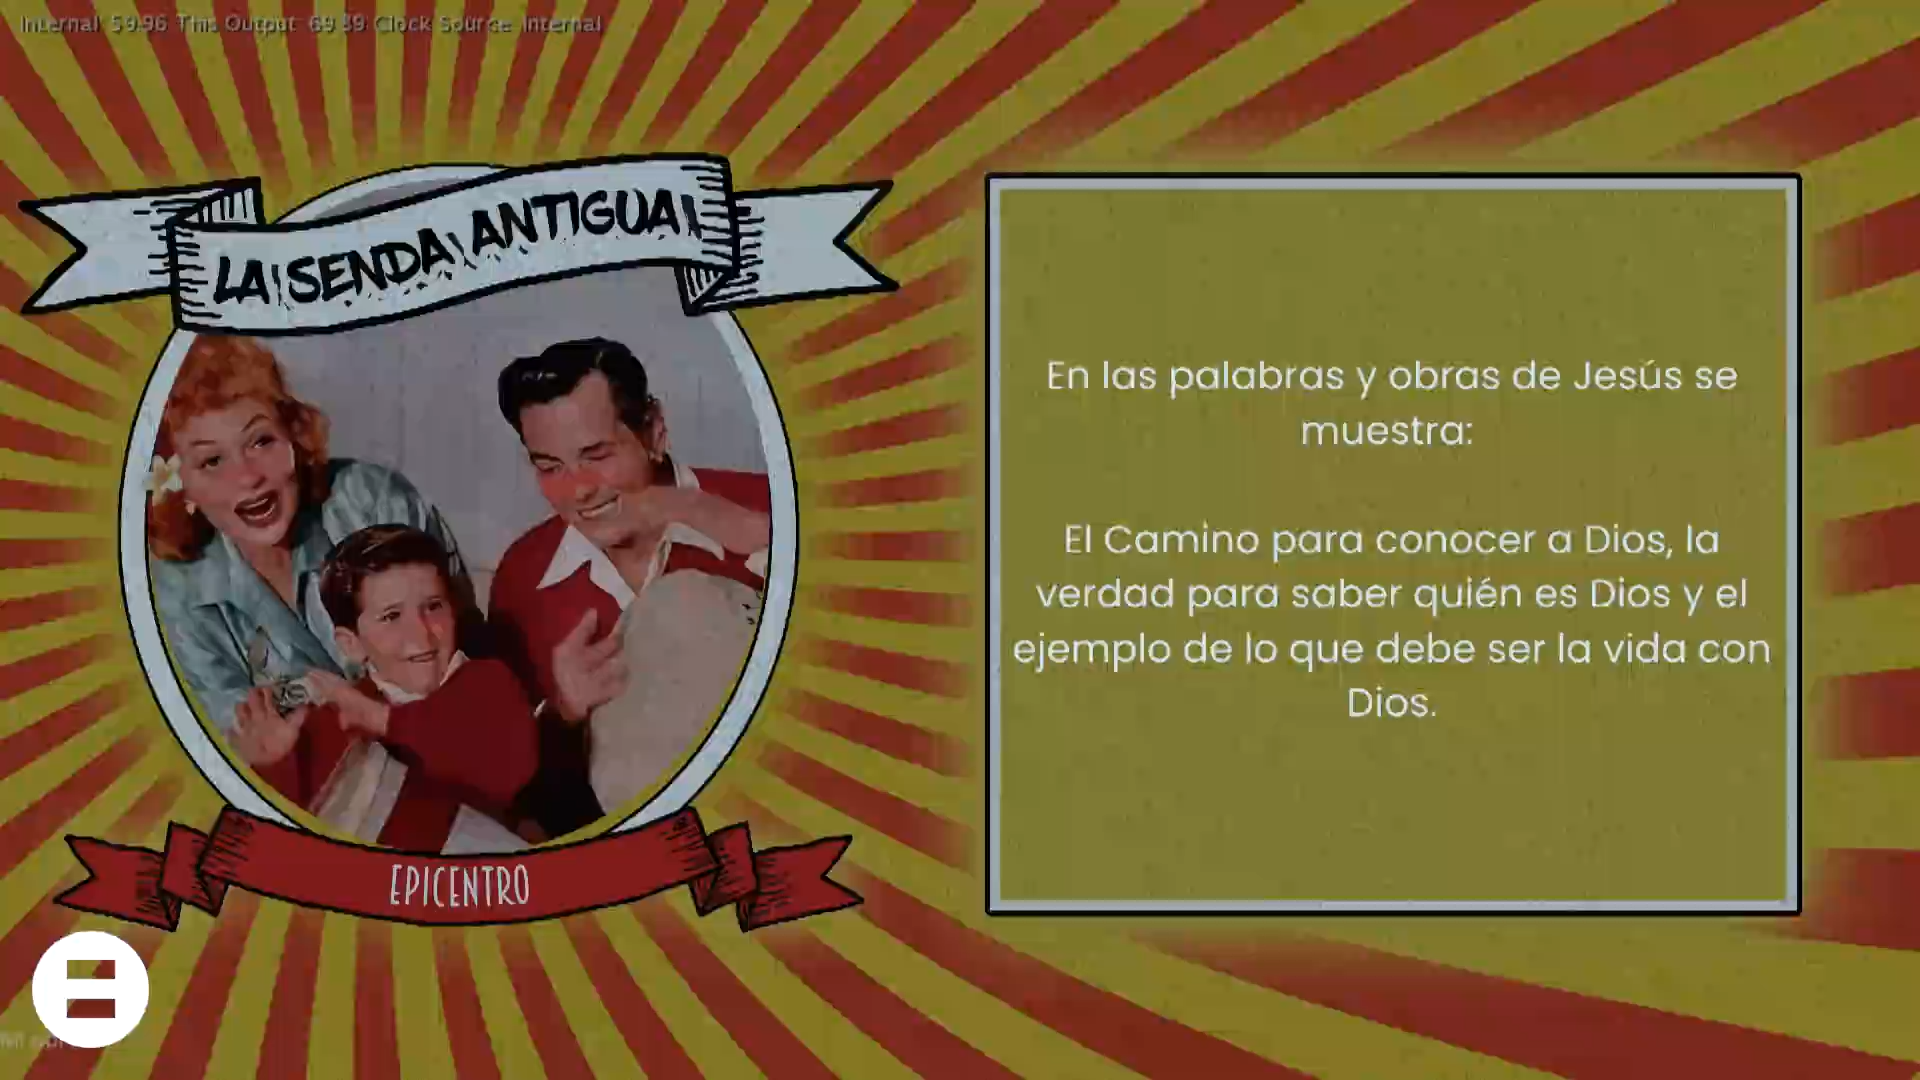 Internal 59.96 This Output 69.39 Clock Source Internal
LA SENDA ANTIGUA
EPICENTRO
En las palabras y obras de Jesús se
muestra:
El Camino para conocer a Dios, la
verdad para saber quién es Dios y el
ejemplo de lo que debe ser la vida con
Dios.